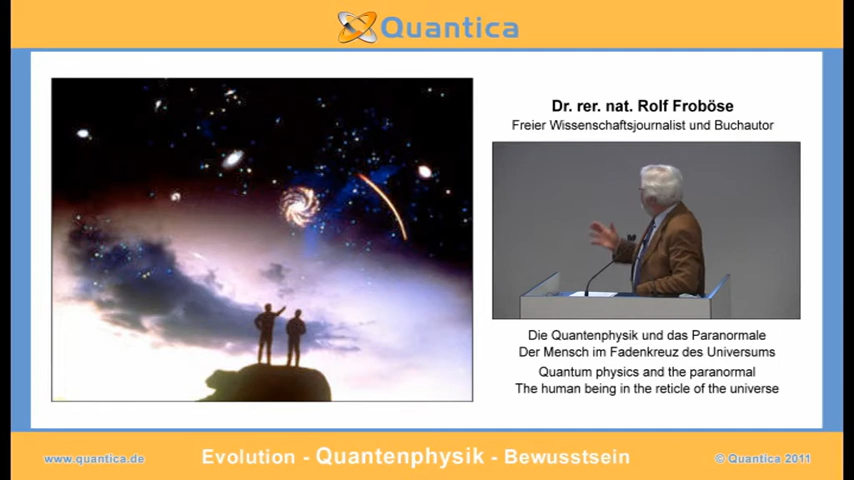 Quantica
Dr. rer. nat. Rolf Froböse
Freier Wissenschaftsjournalist und Buchautor
Die Quantenphysik und das Paranormale
Der Mensch im Fadenkreuz des Universums
Quantum physics and the paranormal
The human being in the reticle of the universe
www.quantica.de
Evolution - Quantenphysik - Bewusstsein
© Quantica 2011